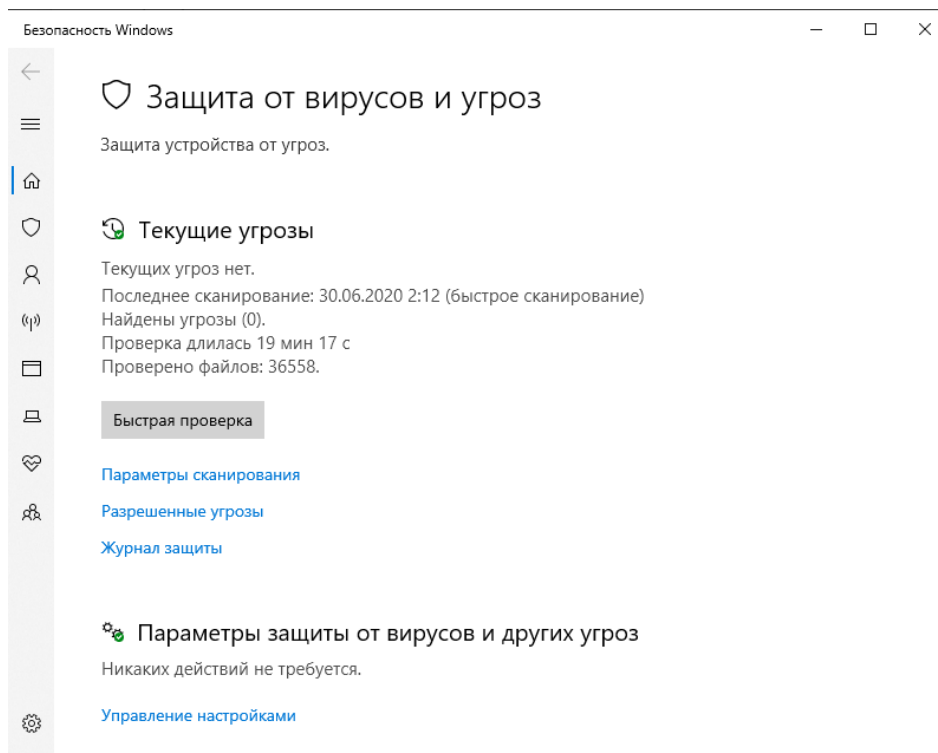 Безопасность Windows
Защита от вирусов и угроз
Защита устройства от угроз.
Текущие угрозы
Текущих угроз нет.
Последнее сканирование: 30.06.2020 2:12 (быстрое сканирование)
Найдены угрозы (0).
Проверка длилась 19 мин 17 с
Проверено файлов: 36558.
Быстрая проверка
Параметры сканирования
Разрешенные угрозы
Журнал защиты
Параметры защиты от вирусов и других угроз
Никаких действий не требуется.
Управление настройками